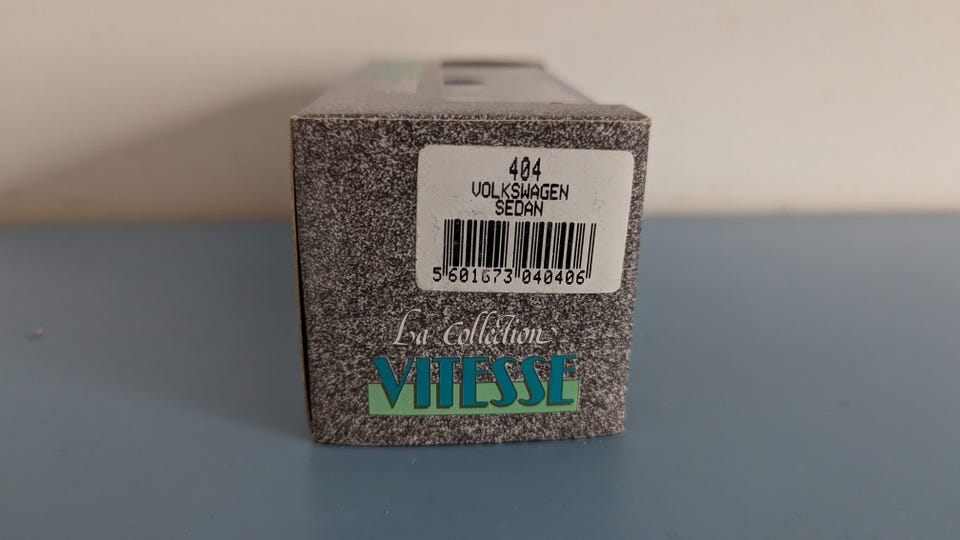 404
VOLKSWAGEN
SEDAN
5 601673 040406
La Collection
VITESSE